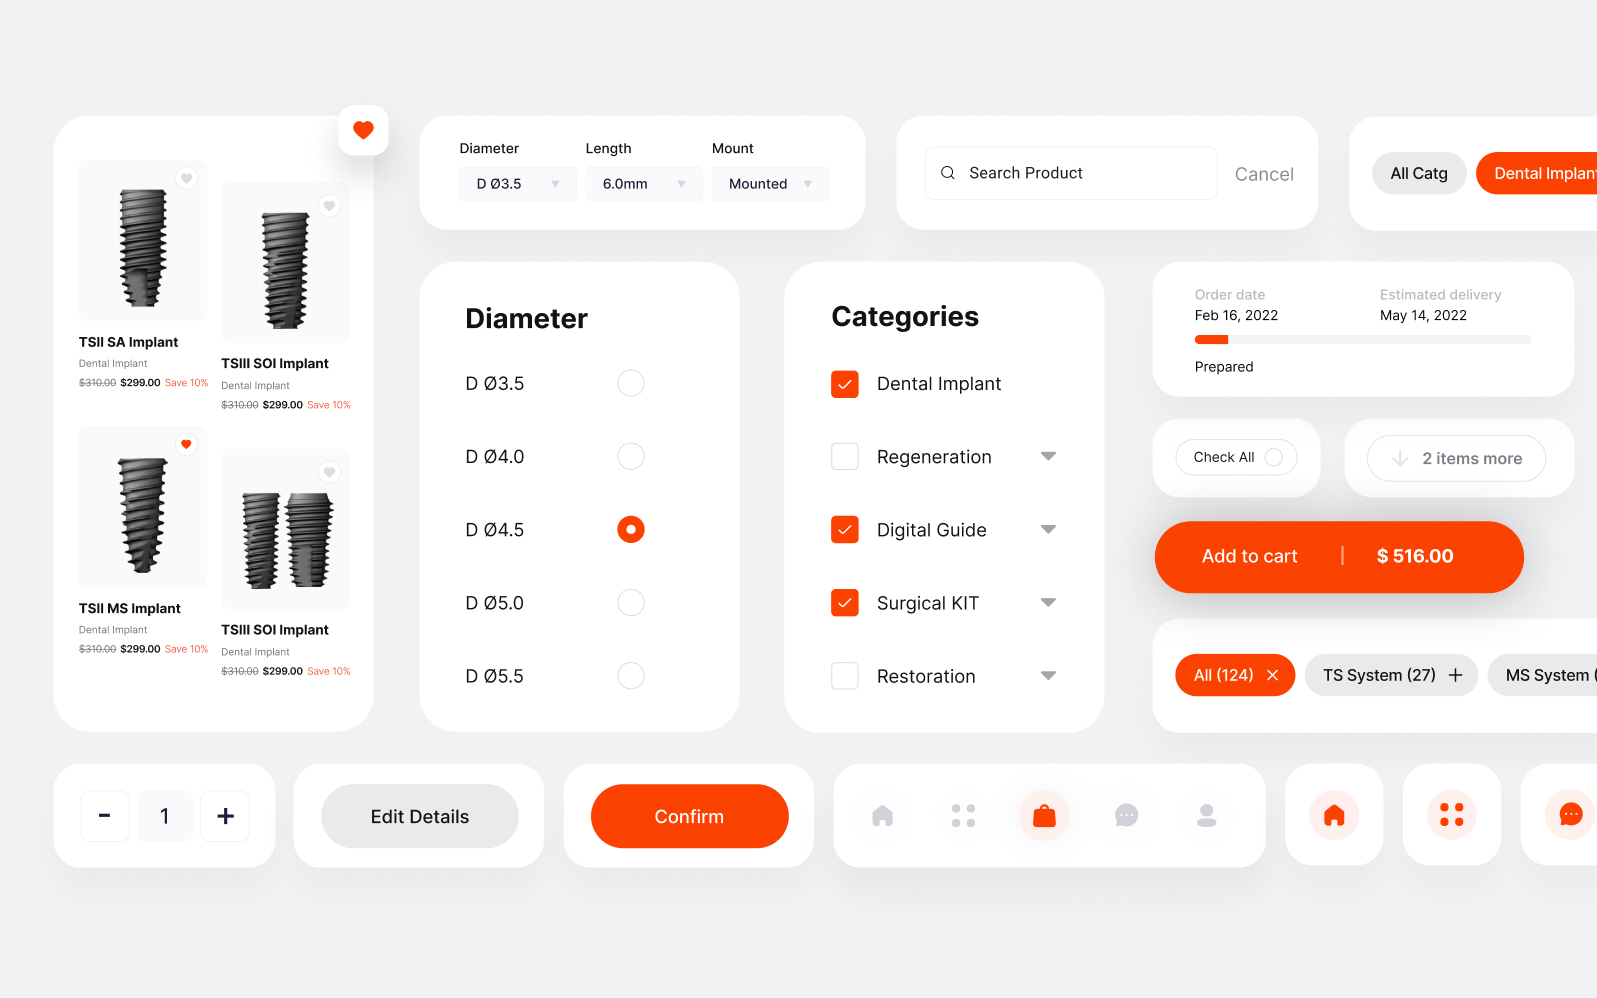 TSII SA Implant
Dental Implant
$310.00 $299.00 Save 10%
TSIII SOI Implant
Dental Implant
$310.00 $299.00 Save 10%
TSII MS Implant
Dental Implant
$310.00 $299.00 Save 10%
TSIII SOI Implant
Dental Implant
$310.00 $299.00 Save 10%
Diameter Length Mount
D Ø3.5 6.0mm Mounted
Search Product Cancel
All Catg Dental Implant
Diameter
D Ø3.5
D Ø4.0
D Ø4.5
D Ø5.0
D Ø5.5
Categories
Dental Implant
Regeneration
Digital Guide
Surgical KIT
Restoration
Order date Estimated delivery
Feb 16, 2022 May 14, 2022
Prepared
Check All
2 items more
Add to cart | $ 516.00
All (124) TS System (27) MS System (
- 1 +
Edit Details
Confirm